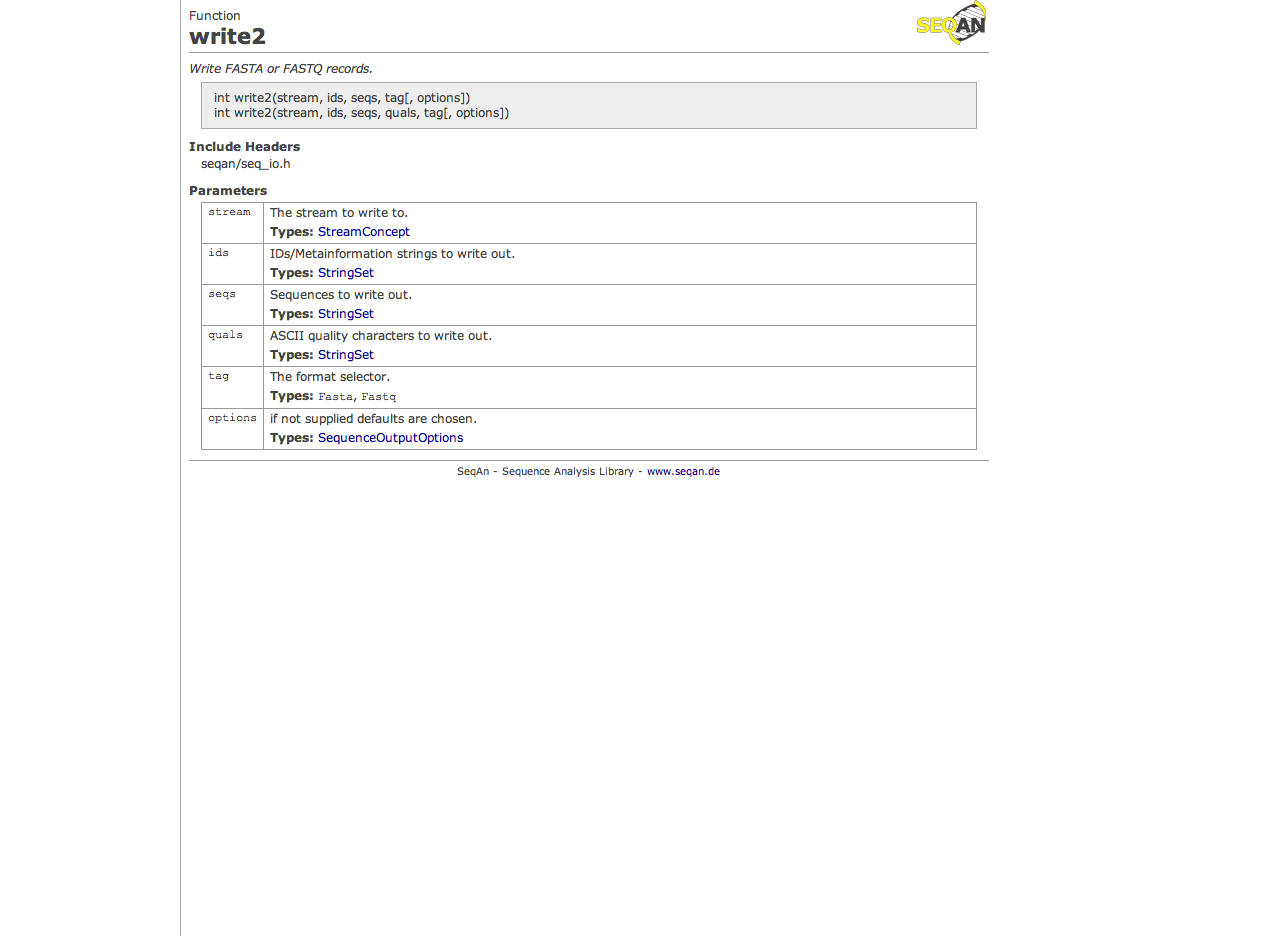 Function
write2
SEQAN
Write FASTA or FASTQ records.
int write2(stream, ids, seqs, tag[, options])
int write2(stream, ids, seqs, quals, tag[, options])
Include Headers
seqan/seq_io.h
Parameters
stream The stream to write to.
Types: StreamConcept
ids IDs/Metainformation strings to write out.
Types: StringSet
seqs Sequences to write out.
Types: StringSet
quals ASCII quality characters to write out.
Types: StringSet
tag The format selector.
Types: Fasta, Fastq
options if not supplied defaults are chosen.
Types: SequenceOutputOptions
SeqAn - Sequence Analysis Library - www.seqan.de